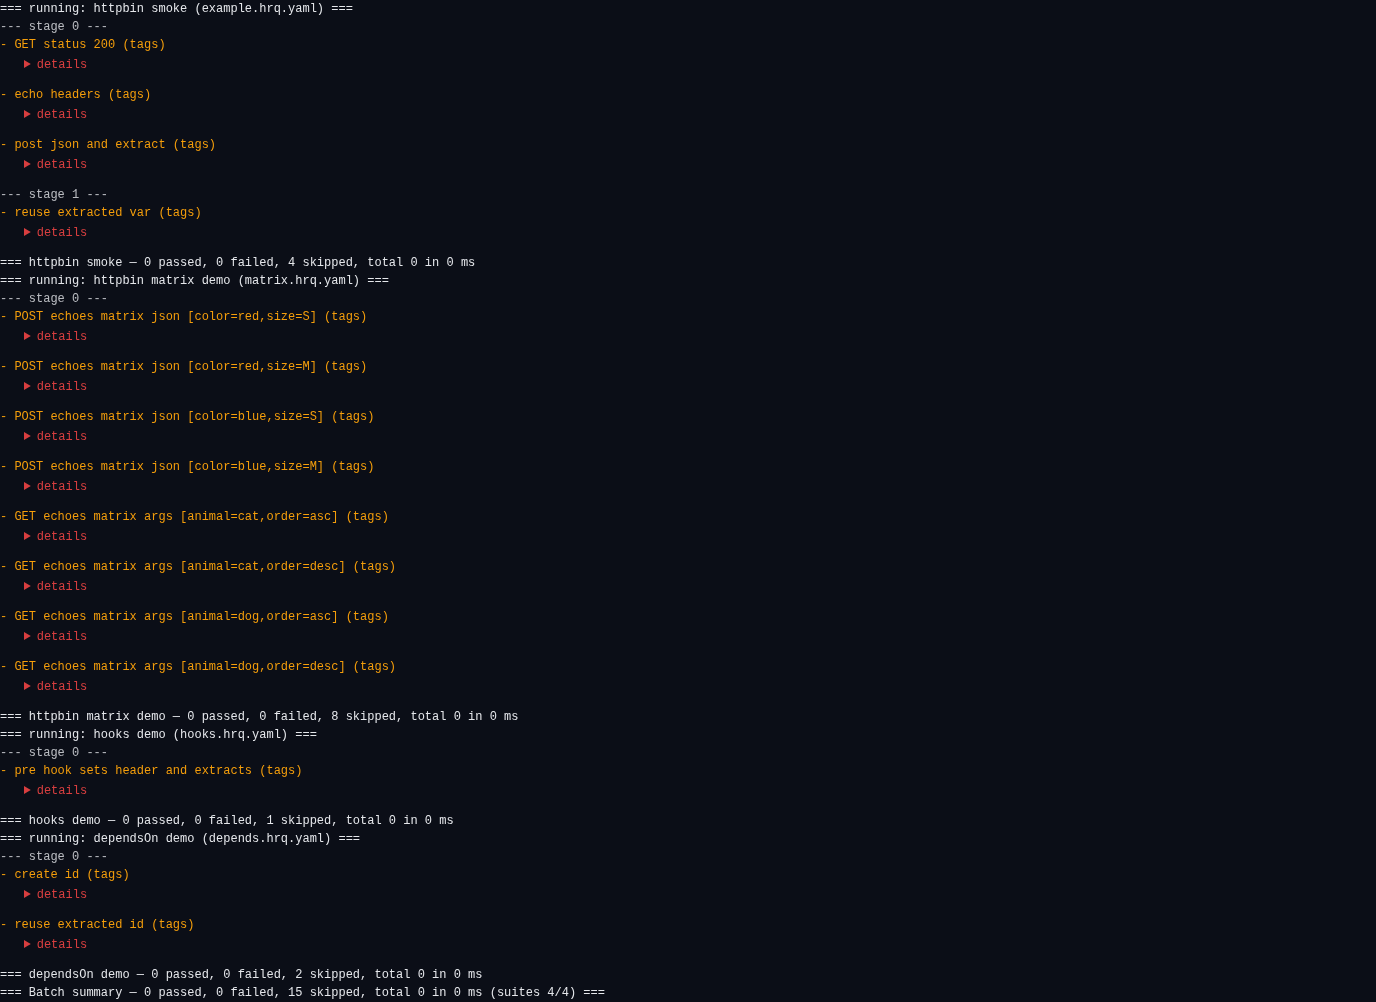 === running: httpbin smoke (example.hrq.yaml) ===
--- stage 0 ---
- GET status 200 (tags)
▶ details
- echo headers (tags)
▶ details
- post json and extract (tags)
▶ details
--- stage 1 ---
- reuse extracted var (tags)
▶ details
=== httpbin smoke — 0 passed, 0 failed, 4 skipped, total 0 in 0 ms
=== running: httpbin matrix demo (matrix.hrq.yaml) ===
--- stage 0 ---
- POST echoes matrix json [color=red,size=S] (tags)
▶ details
- POST echoes matrix json [color=red,size=M] (tags)
▶ details
- POST echoes matrix json [color=blue,size=S] (tags)
▶ details
- POST echoes matrix json [color=blue,size=M] (tags)
▶ details
- GET echoes matrix args [animal=cat,order=asc] (tags)
▶ details
- GET echoes matrix args [animal=cat,order=desc] (tags)
▶ details
- GET echoes matrix args [animal=dog,order=asc] (tags)
▶ details
- GET echoes matrix args [animal=dog,order=desc] (tags)
▶ details
=== httpbin matrix demo — 0 passed, 0 failed, 8 skipped, total 0 in 0 ms
=== running: hooks demo (hooks.hrq.yaml) ===
--- stage 0 ---
- pre hook sets header and extracts (tags)
▶ details
=== hooks demo — 0 passed, 0 failed, 1 skipped, total 0 in 0 ms
=== running: dependsOn demo (depends.hrq.yaml) ===
--- stage 0 ---
- create id (tags)
▶ details
- reuse extracted id (tags)
▶ details
=== dependsOn demo — 0 passed, 0 failed, 2 skipped, total 0 in 0 ms
=== Batch summary — 0 passed, 0 failed, 15 skipped, total 0 in 0 ms (suites 4/4) ===